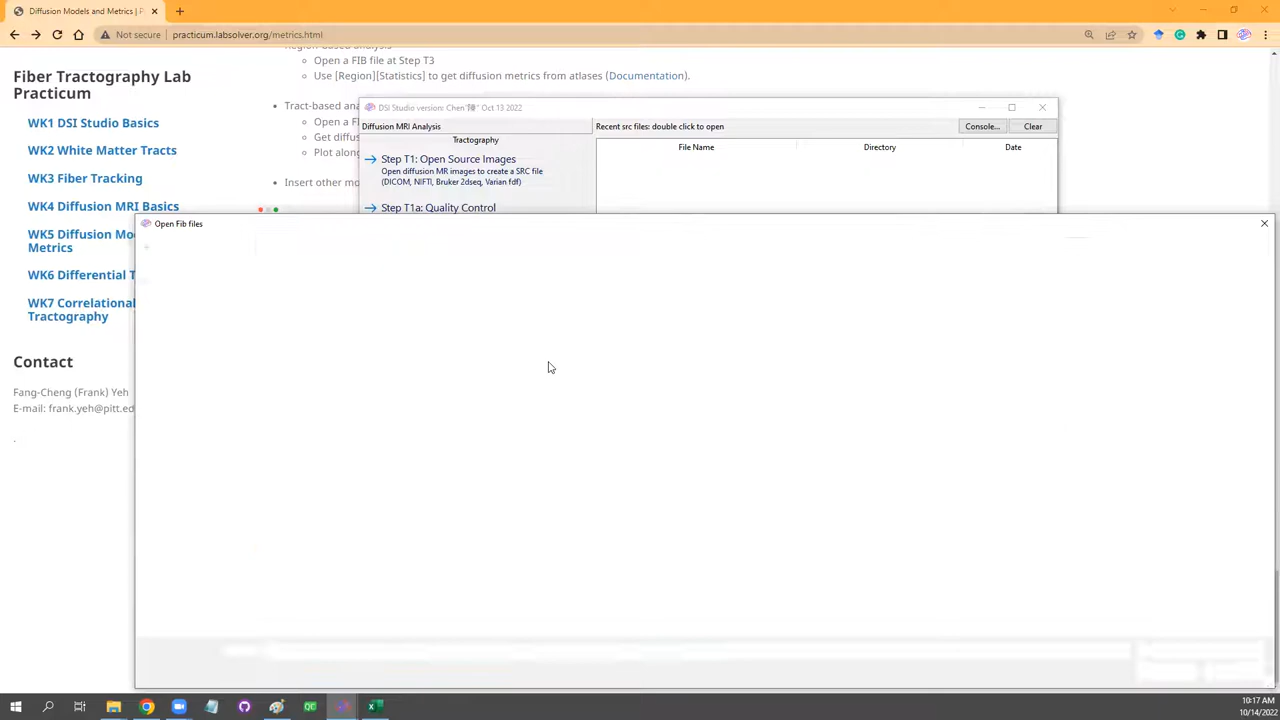 Diffusion Models and Metrics | P
Not secure
practicum.labsolver.org/metrics.html
Fiber Tractography Lab
Practicum
WK1 DSI Studio Basics
WK2 White Matter Tracts
WK3 Fiber Tracking
WK4 Diffusion MRI Basics
WK5 Diffusion Mo
Metrics
WK6 Differential T
WK7 Correlational
Tractography
Contact
Fang-Cheng (Frank) Yeh
E-mail: frank.yeh@pitt.ed
.
Region-based analysis
Open a FIB file at Step T3
Use [Region][Statistics] to get diffusion metrics from atlases (Documentation).
Tract-based ana
Open a FI
Get diffus
Plot along
Insert other mo
DSI Studio version: Chen Oct 13 2022
Diffusion MRI Analysis
Recent src files: double click to open
Console...
Clear
Tractography
File Name
Directory
Date
Step T1: Open Source Images
Open diffusion MR images to create a SRC file
(DICOM, NIFTI, Bruker 2dseq, Varian fdf)
Step T1a: Quality Control
Open Fib files
QC
10:17 AM
10/14/2022